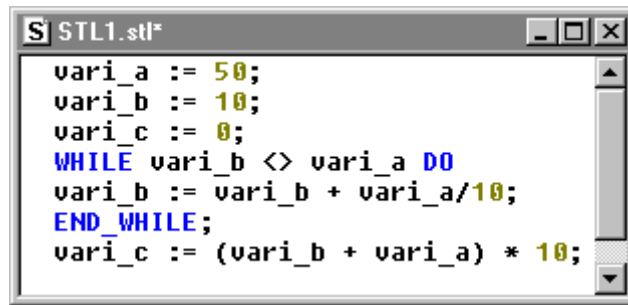 S STL1.stl*
vari_a := 50;
vari_b := 10;
vari_c := 0;
WHILE vari_b <> vari_a DO
vari_b := vari_b + vari_a/10;
END_WHILE;
vari_c := (vari_b + vari_a) * 10;